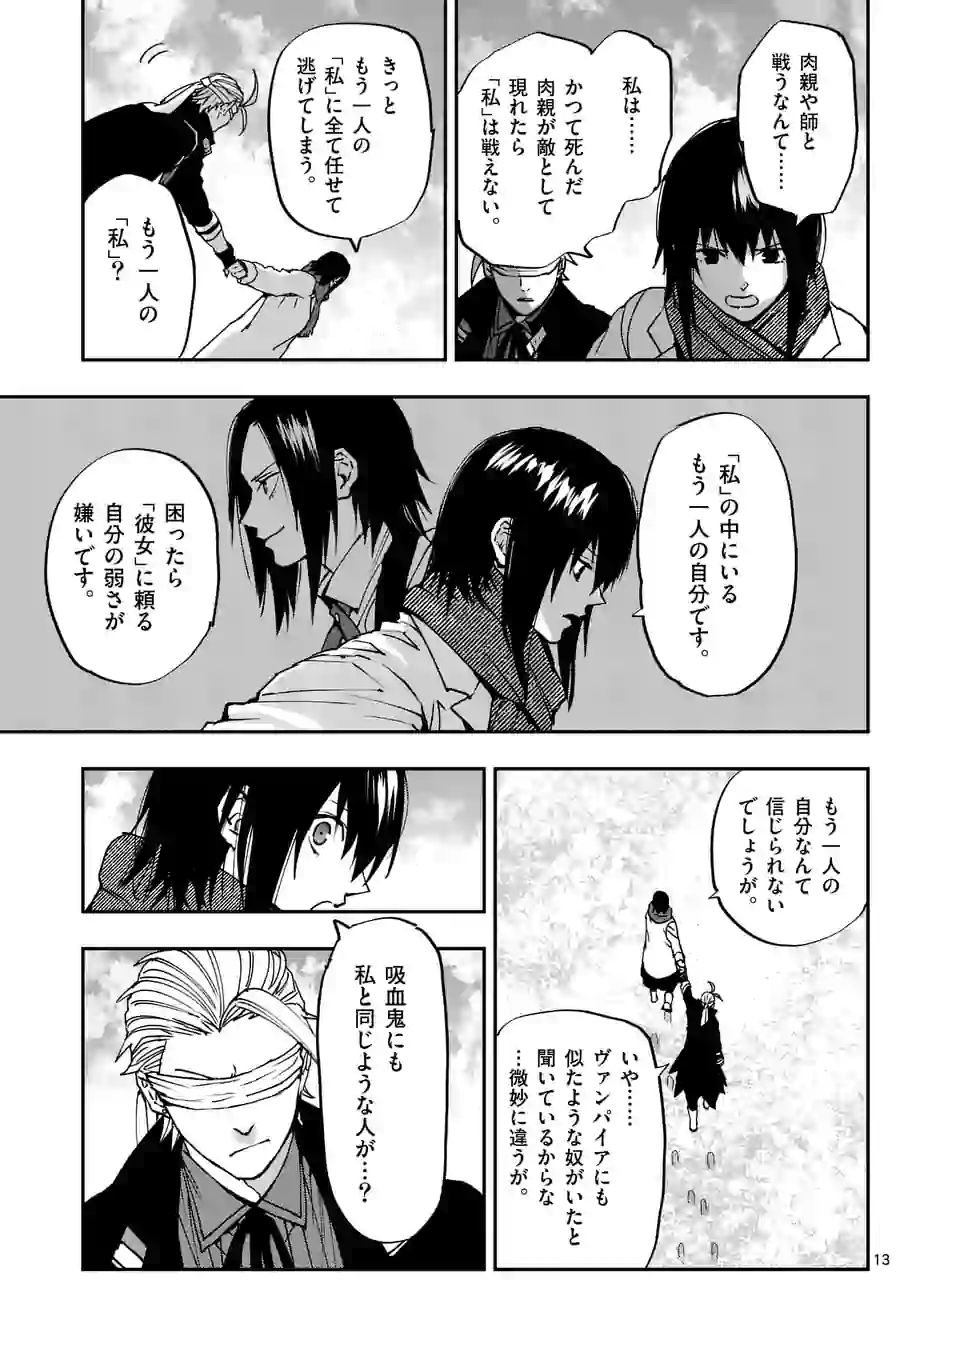 肉親や師と
戦うなんて……
私は……
かつて死んだ
肉親が敵として
現れたら
「私」は戦えない。
きっと
もう一人の
「私」に全て任せて
逃げてしまう。
もう一人の
「私」？
「私」の中にいる
もう一人の自分です。
困ったら
「彼女」に頼る
自分の弱さが
嫌いです。
もう一人の
自分なんて
信じられない
でしょうが。
いや……
ヴァンパイアにも
似たような奴がいたと
聞いているからな
…微妙に違うが。
吸血鬼にも
私と同じような人が…？
13